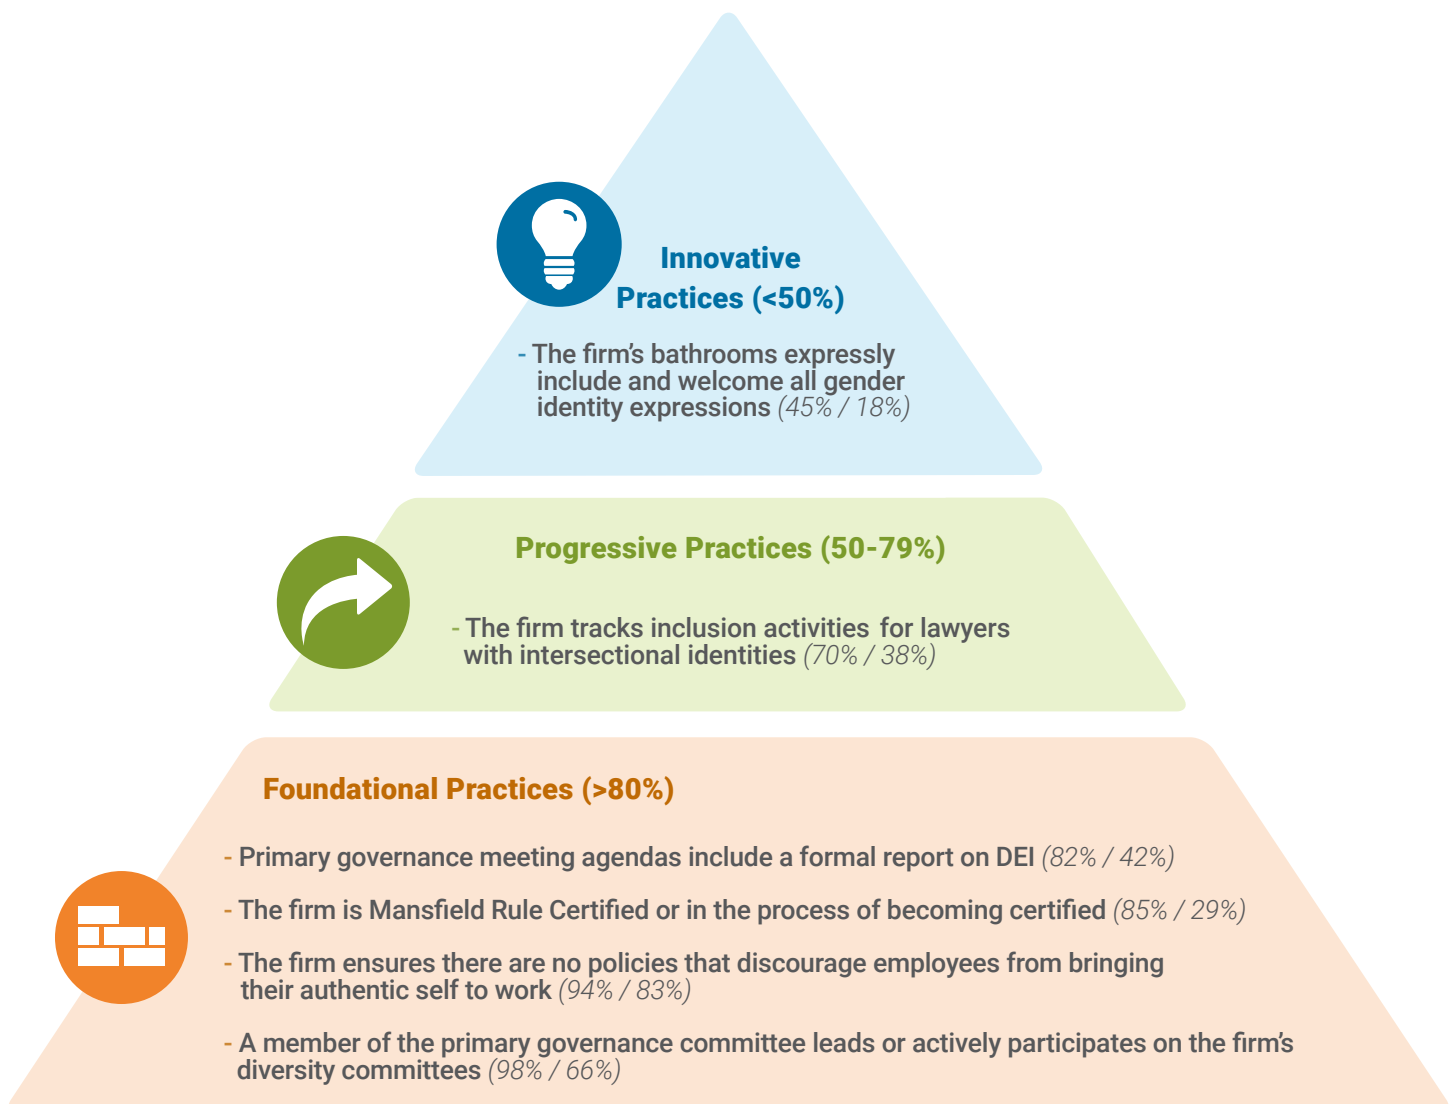 Innovative
Practices (<50%)
- The firm’s bathrooms expressly
include and welcome all gender
identity expressions (45% / 18%)
Progressive Practices (50-79%)
- The firm tracks inclusion activities for lawyers
with intersectional identities (70% / 38%)
Foundational Practices (>80%)
- Primary governance meeting agendas include a formal report on DEI (82% / 42%)
- The firm is Mansfield Rule Certified or in the process of becoming certified (85% / 29%)
- The firm ensures there are no policies that discourage employees from bringing
their authentic self to work (94% / 83%)
- A member of the primary governance committee leads or actively participates on the firm’s
diversity committees (98% / 66%)